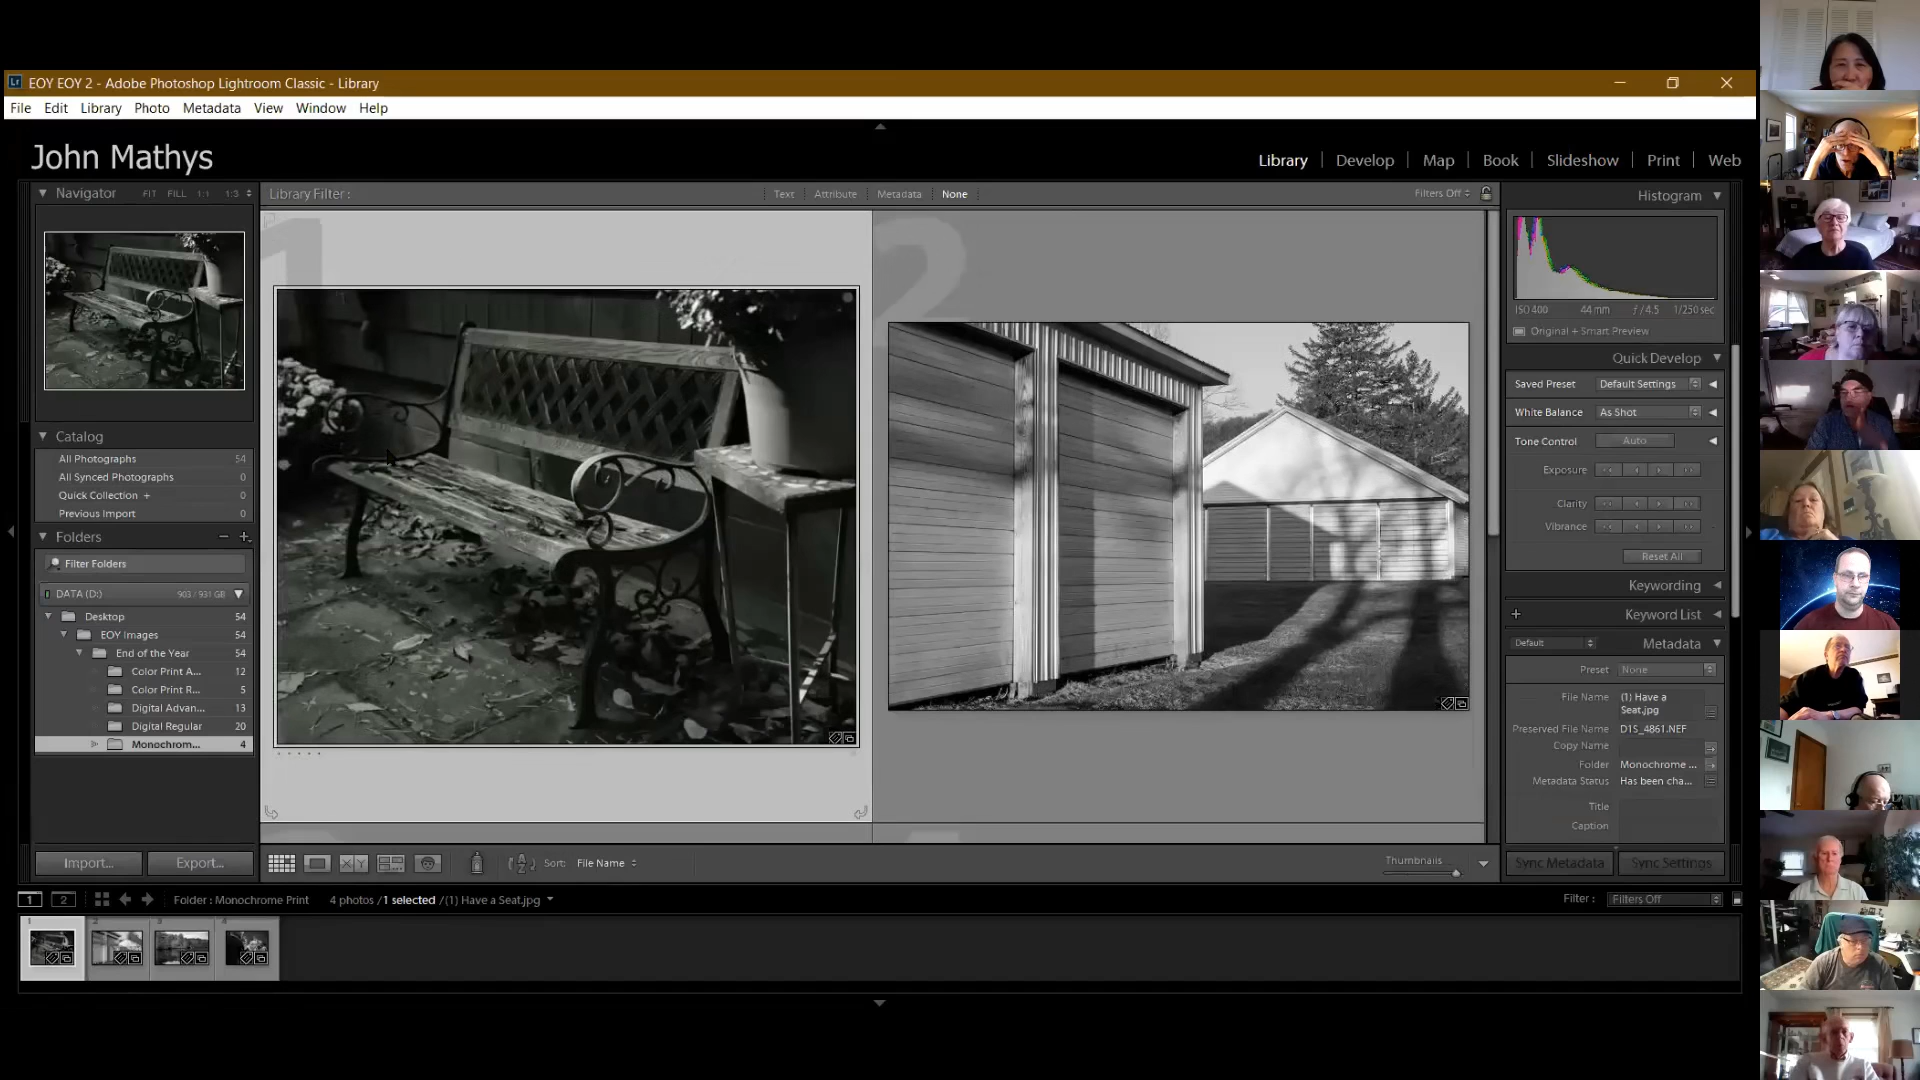 EOY EOY 2 - Adobe Photoshop Lightroom Classic - Library
File Edit Library Photo Metadata View Window Help
John Mathys
Library | Develop | Map | Book | Slideshow | Print | Web
Navigator FIT FILL 1:1 1:3
Library Filter : Text Attribute Metadata None Filters Off
Histogram
1
2
ISO 400 44 mm ƒ / 4.5 1/250 sec
Original + Smart Preview
Quick Develop
Saved Preset Default Settings
White Balance As Shot
Tone Control Auto
Exposure
Clarity
Vibrance
Reset All
Keywording
Keyword List
Default Metadata
Preset None
File Name (1) Have a
Seat.jpg
Preserved File Name D1S_4861.NEF
Copy Name
Folder Monochrome ...
Metadata Status Has been cha...
Title
Caption
Catalog
All Photographs 54
All Synced Photographs 0
Quick Collection + 0
Previous Import 0
Folders
Filter Folders
DATA (D:) 903 / 931 GB
Desktop 54
EOY Images 54
End of the Year 54
Color Print A... 12
Color Print R... 5
Digital Advan... 13
Digital Regular 20
Monochrom... 4
Import... Export...
X Y
A Z
Sort: File Name
Thumbnails
Sync Metadata Sync Settings
1 2 Folder : Monochrome Print 4 photos / 1 selected / (1) Have a Seat.jpg
Filter : Filters Off
1 2 3 4